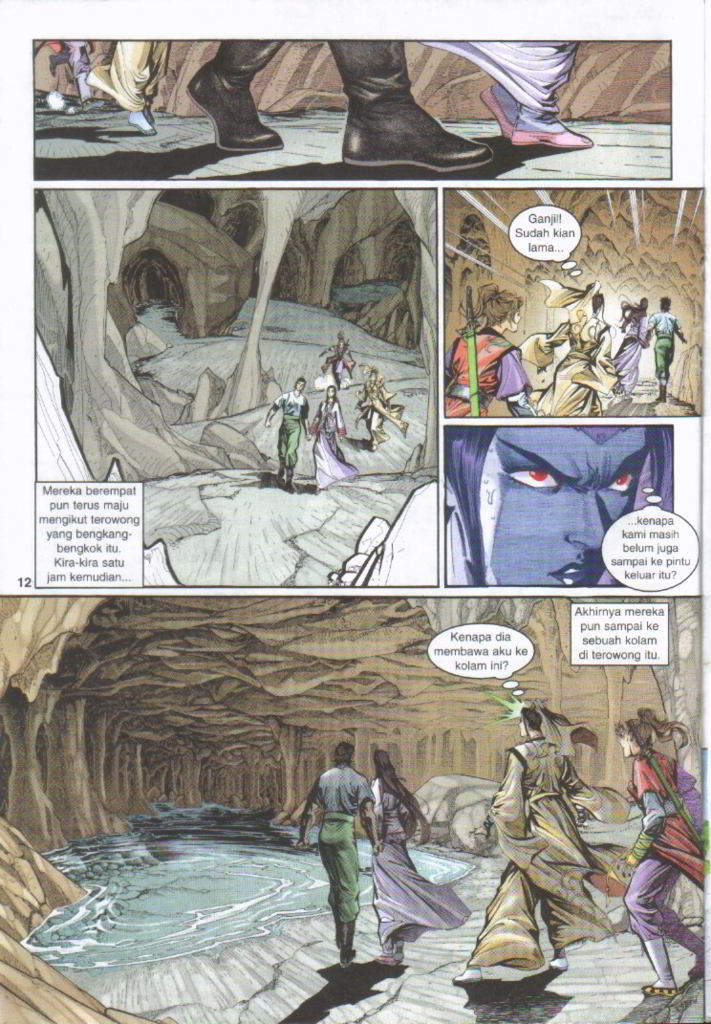 Ganjil!
Sudah kian
lama...
Mereka berempat
pun terus maju
mengikut terowong
yang bengkang-
bengkok itu.
Kira-kira satu
jam kemudian...
...kenapa
kami masih
belum juga
sampai ke pintu
keluar itu?
12
Akhirnya mereka
pun sampai ke
sebuah kolam
di terowong itu.
Kenapa dia
membawa aku ke
kolam ini?